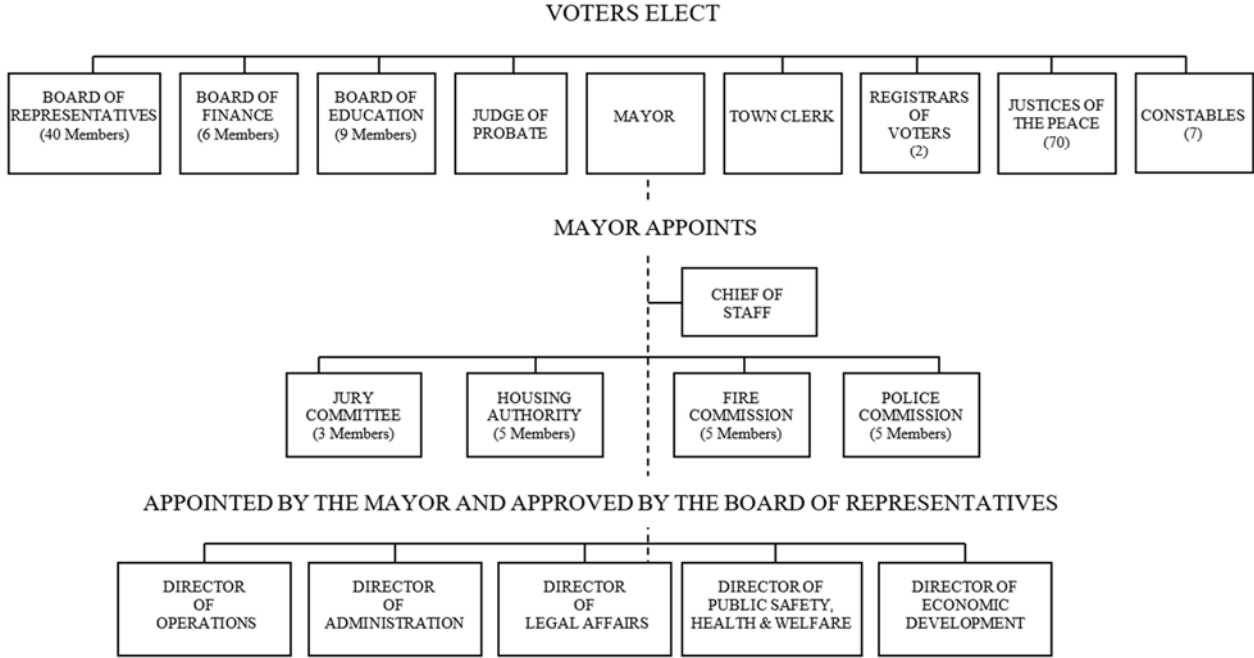 VOTERS ELECT
BOARD OF
REPRESENTATIVES
(40 Members)
BOARD OF
FINANCE
(6 Members)
BOARD OF
EDUCATION
(9 Members)
JUDGE OF
PROBATE
MAYOR
TOWN CLERK
REGISTRARS
OF
VOTERS
(2)
JUSTICES OF
THE PEACE
(70)
CONSTABLES
(7)
MAYOR APPOINTS
CHIEF OF
STAFF
JURY
COMMITTEE
(3 Members)
HOUSING
AUTHORITY
(5 Members)
FIRE
COMMISSION
(5 Members)
POLICE
COMMISSION
(5 Members)
APPOINTED BY THE MAYOR AND APPROVED BY THE BOARD OF REPRESENTATIVES
DIRECTOR
OF
OPERATIONS
DIRECTOR
OF
ADMINISTRATION
DIRECTOR
OF
LEGAL AFFAIRS
DIRECTOR OF
PUBLIC SAFETY,
HEALTH & WELFARE
DIRECTOR OF
ECONOMIC
DEVELOPMENT